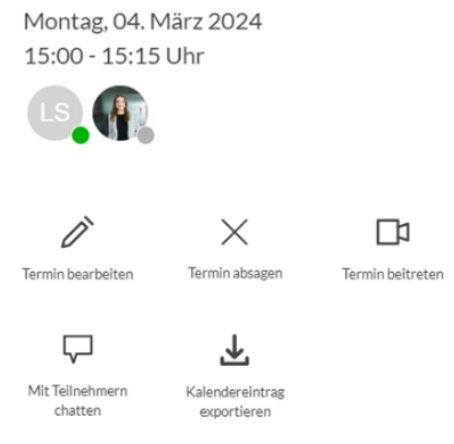 Montag, 04. März 2024
15:00 - 15:15 Uhr
LS
Termin bearbeiten
Termin absagen
Termin beitreten
Mit Teilnehmern
chatten
Kalendereintrag
exportieren